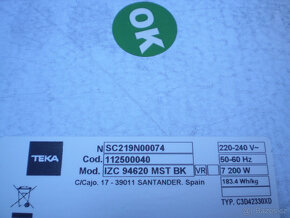 OK
TEKA
N SC219N00074
Cod. 112500040
Mod. IZC 94620 MST BK VR
C/Cajo. 17 - 39011 SANTANDER. Spain
220-240 V~
50-60 Hz
7 200 W
183.4 Wh/kg
TYP. C3D42330XD